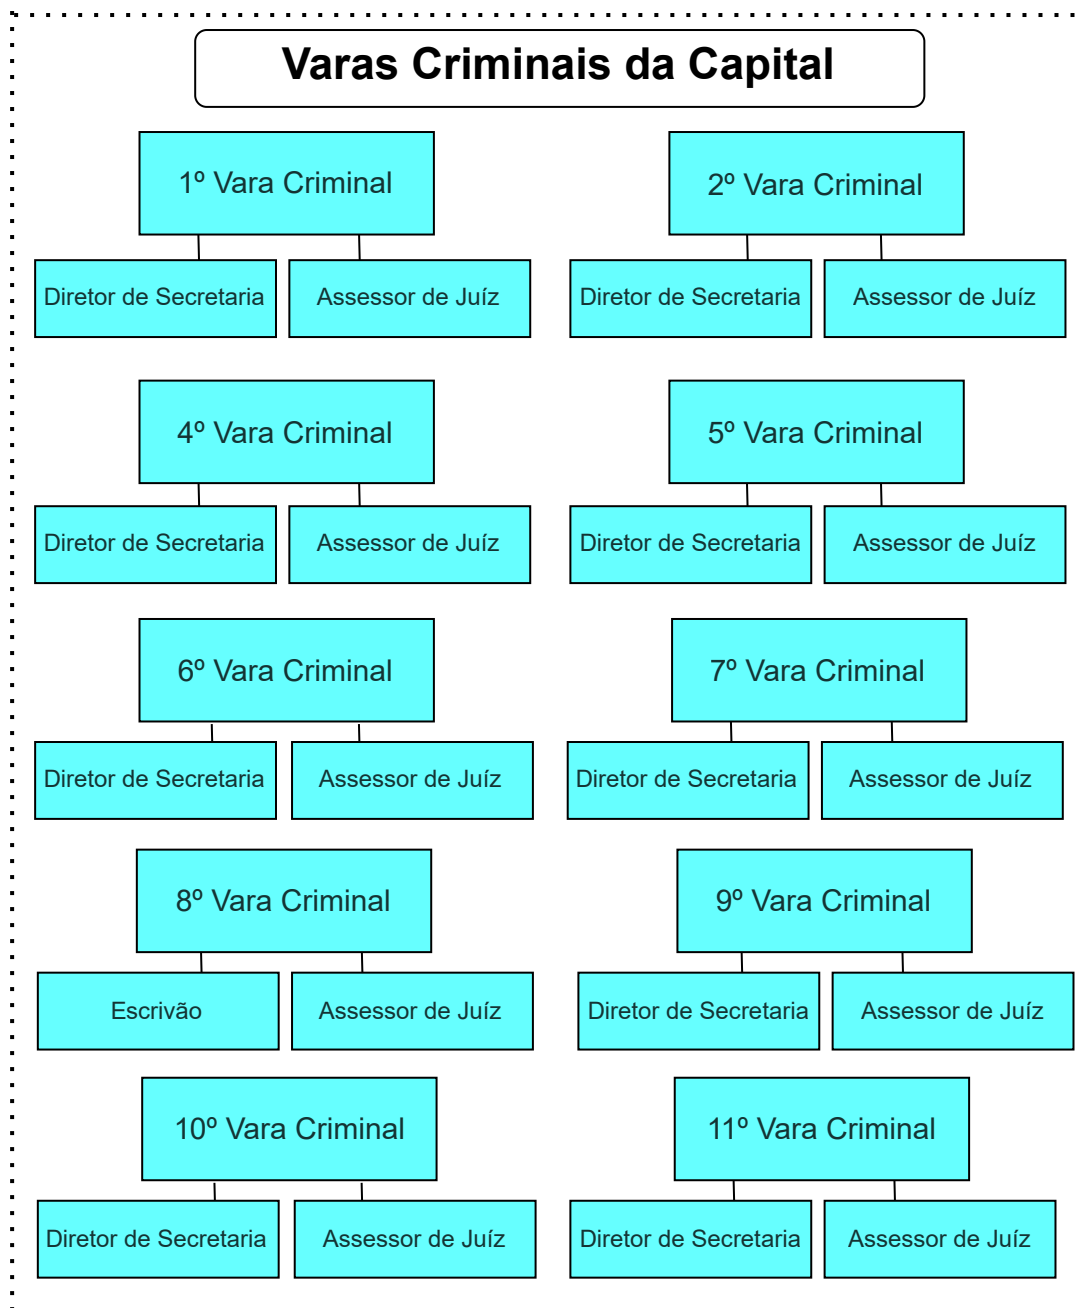 Varas Criminais da Capital
1º Vara Criminal
2º Vara Criminal
Diretor de Secretaria
Assessor de Juíz
Diretor de Secretaria
Assessor de Juíz
4º Vara Criminal
5º Vara Criminal
Diretor de Secretaria
Assessor de Juíz
Diretor de Secretaria
Assessor de Juíz
6º Vara Criminal
7º Vara Criminal
Diretor de Secretaria
Assessor de Juíz
Diretor de Secretaria
Assessor de Juíz
8º Vara Criminal
9º Vara Criminal
Escrivão
Assessor de Juíz
Diretor de Secretaria
Assessor de Juíz
10º Vara Criminal
11º Vara Criminal
Diretor de Secretaria
Assessor de Juíz
Diretor de Secretaria
Assessor de Juíz